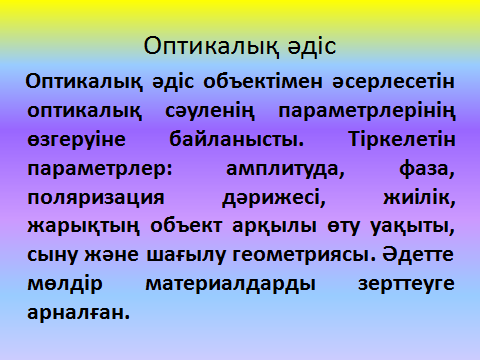 Оптикалық әдіс
Оптикалық әдіс объектімен әсерлесетін
оптикалық сәуленің параметрлерінің
өзгеруіне байланысты. Тіркелетін
параметрлер: амплитуда, фаза,
поляризация дәрижесі, жиілік,
жарықтың объект арқылы өту уақыты,
сыну және шағылу геометриясы. Әдетте
мөлдір материалдарды зерттеуге
арналған.